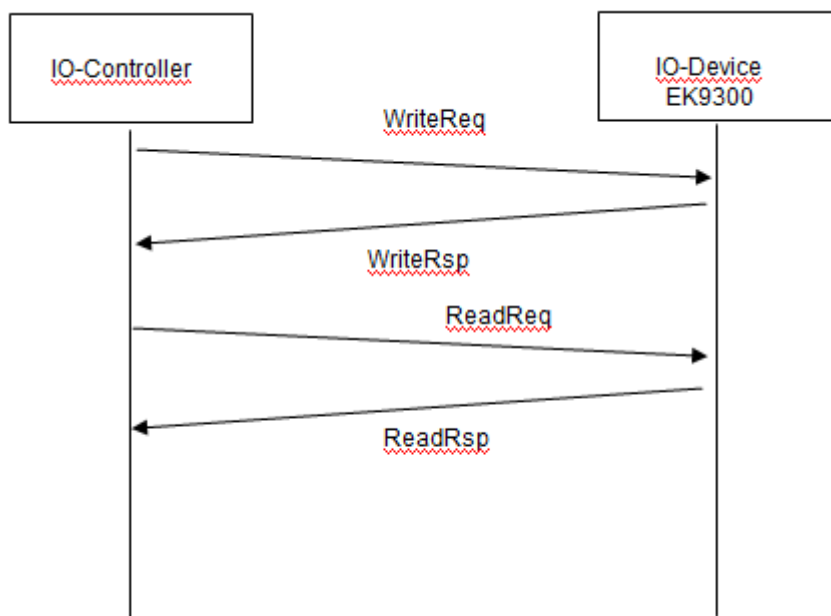 IO-Controller
IO-Device
EK9300
WriteReq
WriteRsp
ReadReq
ReadRsp